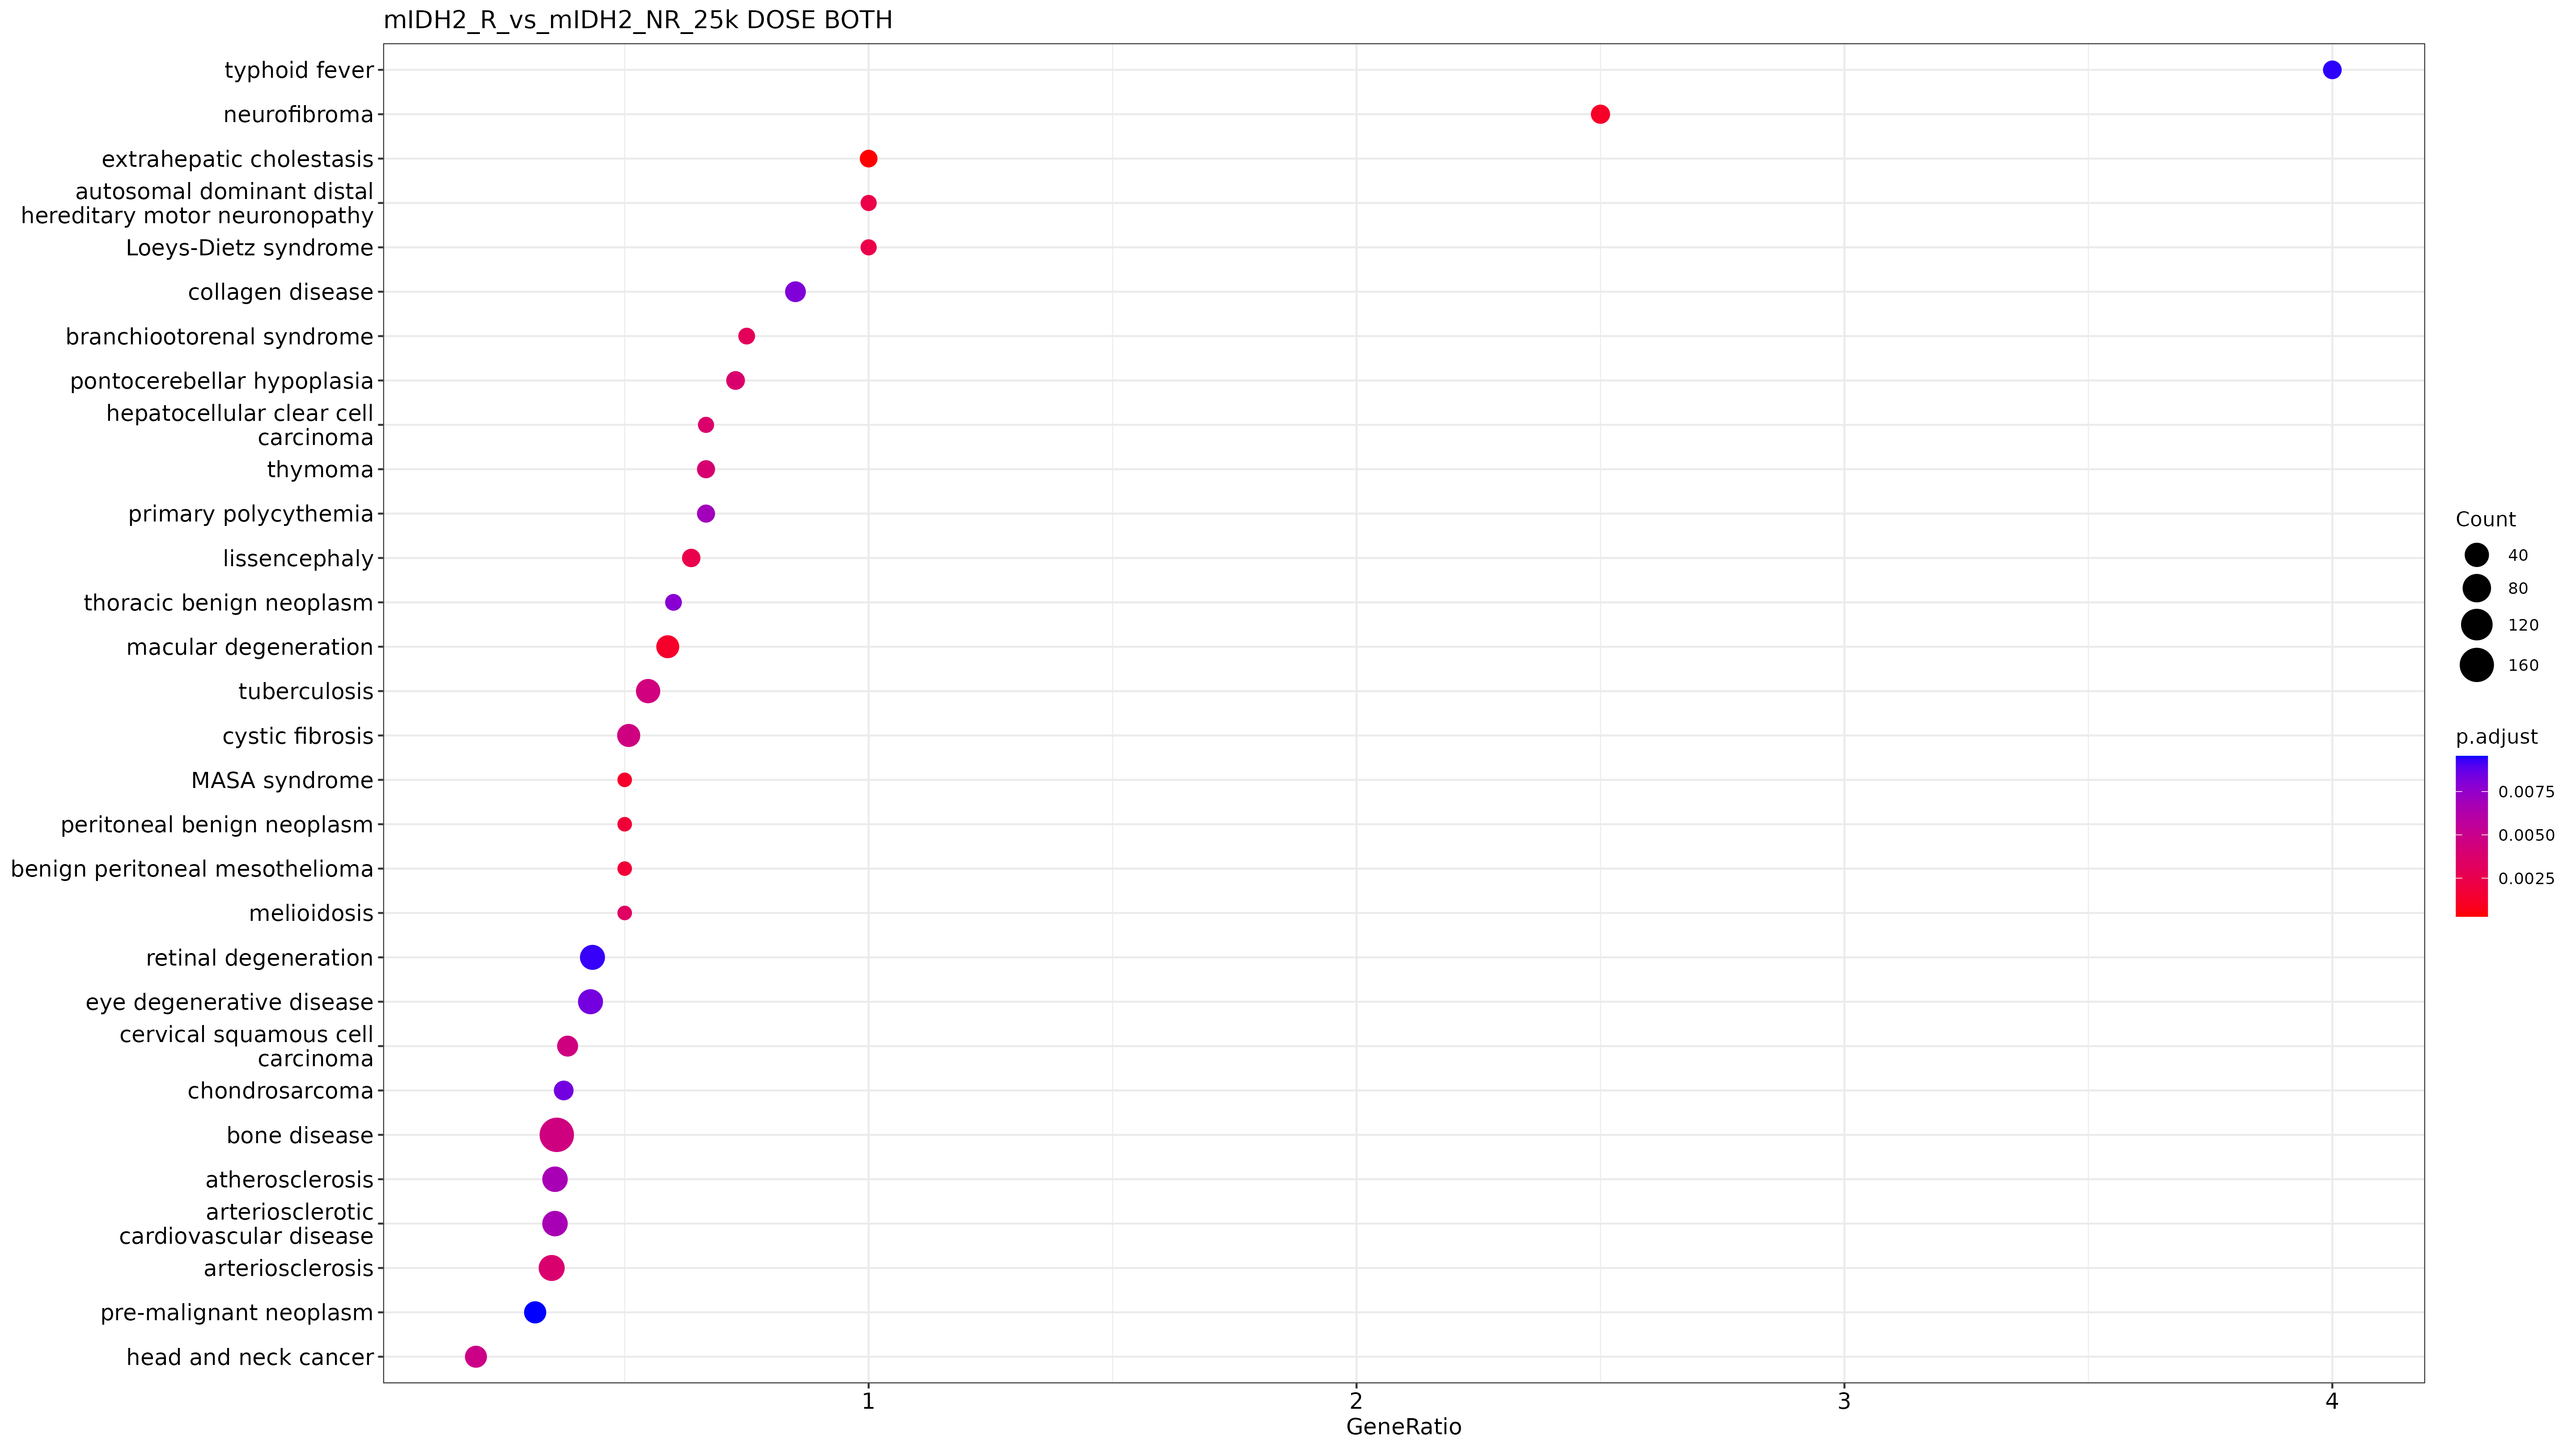 mIDH2_R_vs_mIDH2_NR_25k DOSE BOTH
typhoid fever
neurofibroma
extrahepatic cholestasis
autosomal dominant distal
hereditary motor neuronopathy
Loeys-Dietz syndrome
collagen disease
branchiootorenal syndrome
pontocerebellar hypoplasia
hepatocellular clear cell
carcinoma
thymoma
primary polycythemia
lissencephaly
thoracic benign neoplasm
macular degeneration
tuberculosis
cystic fibrosis
MASA syndrome
peritoneal benign neoplasm
benign peritoneal mesothelioma
melioidosis
retinal degeneration
eye degenerative disease
cervical squamous cell
carcinoma
chondrosarcoma
bone disease
atherosclerosis
arteriosclerotic
cardiovascular disease
arteriosclerosis
pre-malignant neoplasm
head and neck cancer
1
2
3
4
GeneRatio
Count
40
80
120
160
p.adjust
0.0075
0.0050
0.0025